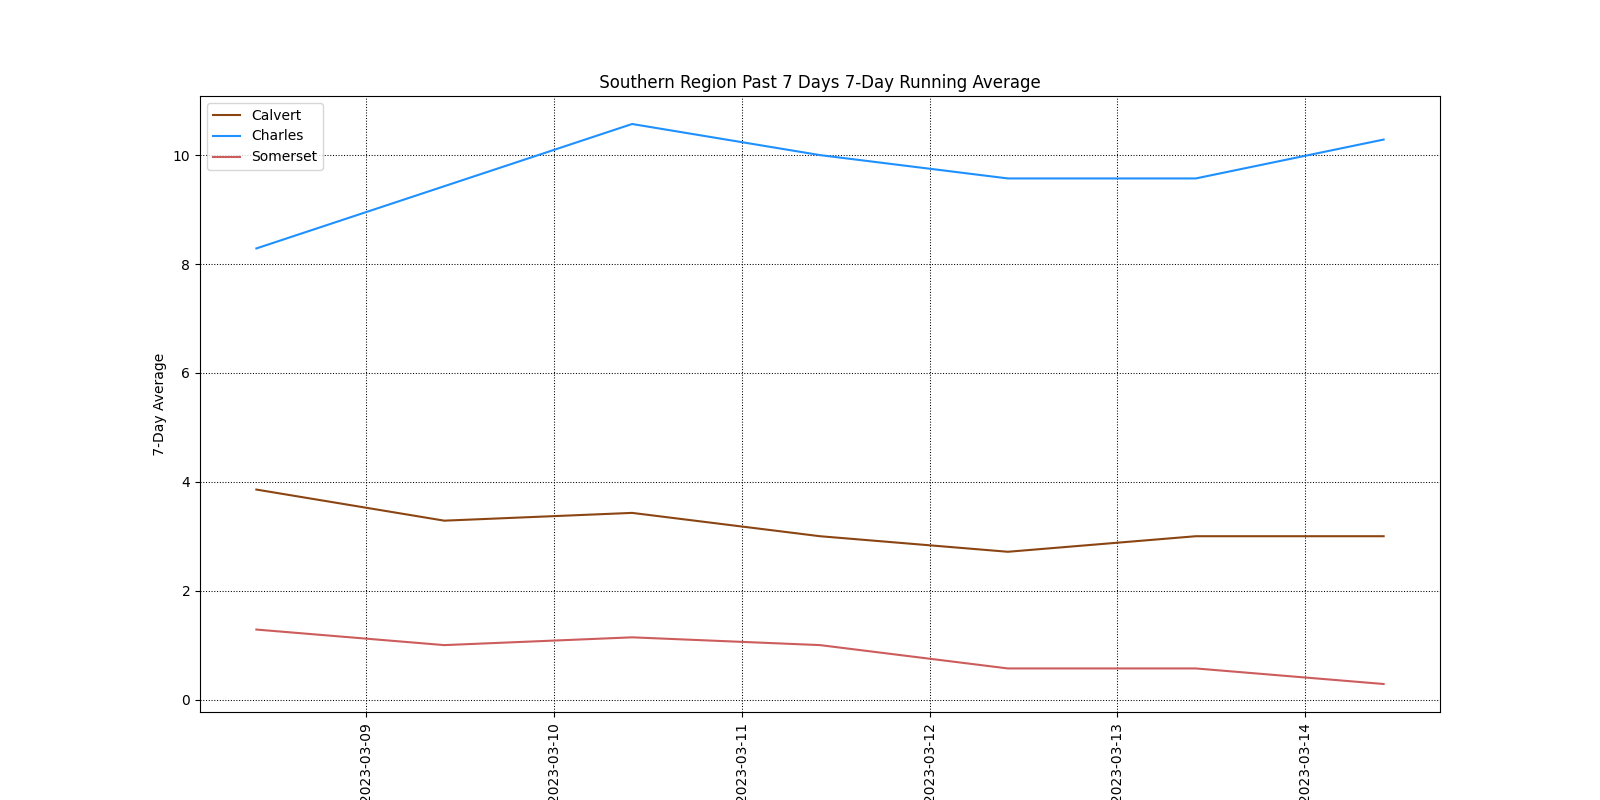 Southern Region Past 7 Days 7-Day Running Average
Calvert
Charles
Somerset
10
8
6
4
2
0
7-Day Average
2023-03-09
2023-03-10
2023-03-11
2023-03-12
2023-03-13
2023-03-14